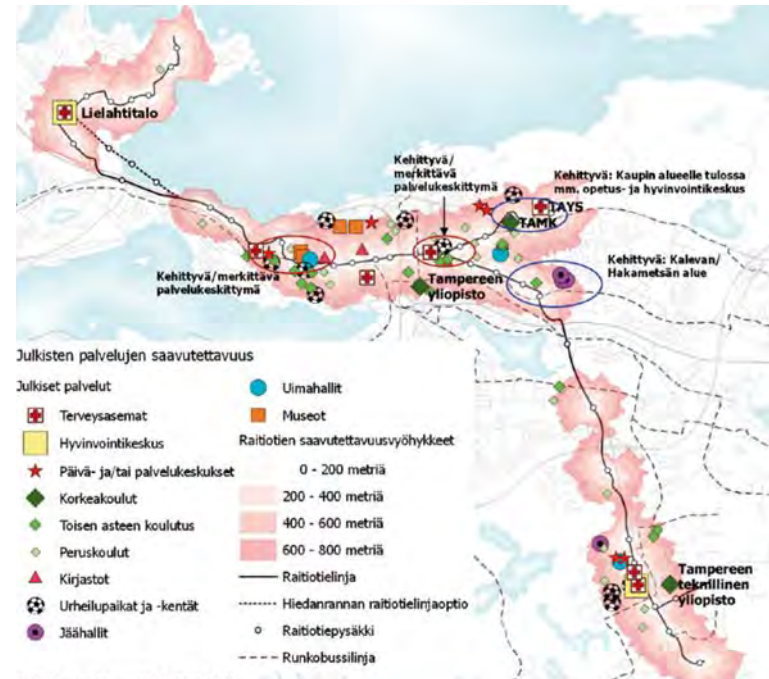 Lielahtitalo
Kehittyvä/
merkittävä
palvelukeskittymä
Kehittyvä: Kaupin alueelle tulossa
mm. opetus- ja hyvinvointikeskus
TAYS
TAMK
Kehittyvä/merkittävä
palvelukeskittymä
Tampereen
yliopisto
Kehittyvä: Kalevan/
Hakametsän alue
Julkisten palvelujen saavutettavuus
Julkiset palvelut
Terveysasemat
Hyvinvointikeskus
Päivä- ja/tai palvelukeskukset
Korkeakoulut
Toisen asteen koulutus
Peruskoulut
Kirjastot
Urheilupaikat ja -kentät
Jäähallit
Uimahallit
Museot
Raitiotien saavutettavuusvyöhykkeet
0 - 200 metriä
200 - 400 metriä
400 - 600 metriä
600 - 800 metriä
Raitiotielinja
Hiedanrannan raitiotielinjaoptio
Raitiotiepysäkki
Runkobussilinja
Tampereen
teknillinen
yliopisto